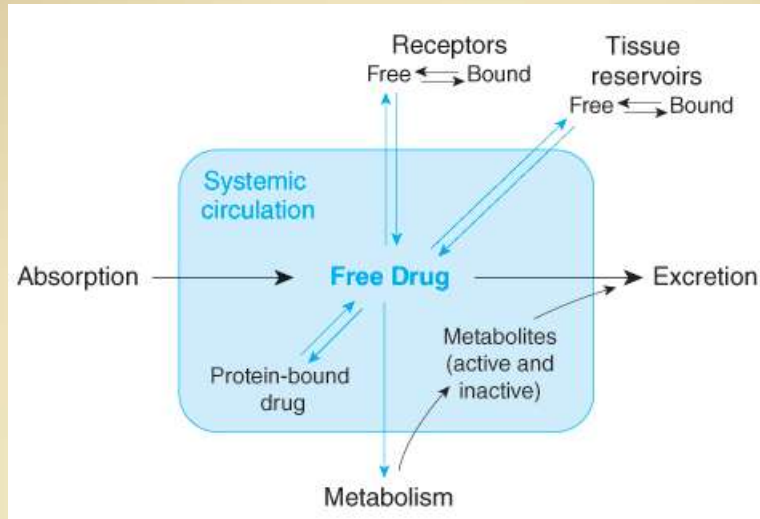 Receptors
Free Bound
Tissue
reservoirs
Free Bound
Systemic
circulation
Absorption
Free Drug
Excretion
Protein-bound
drug
Metabolites
(active and
inactive)
Metabolism